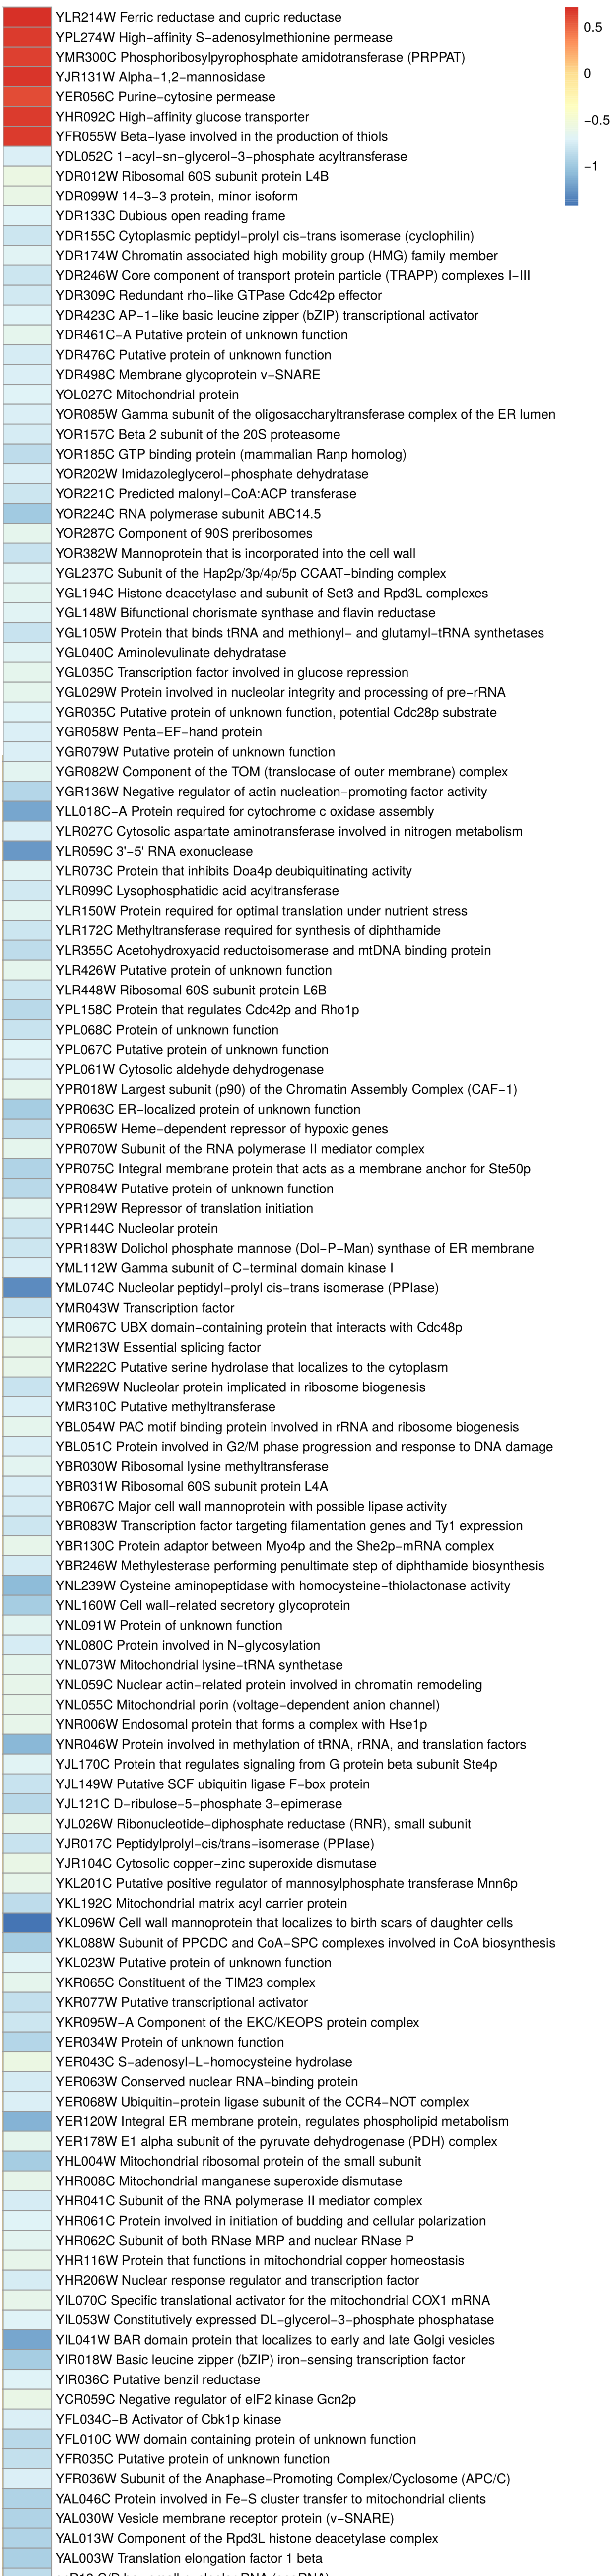 YLR214W Ferric reductase and cupric reductase
YPL274W High−affinity S−adenosylmethionine permease
YMR300C Phosphoribosylpyrophosphate amidotransferase (PRPPAT)
YJR131W Alpha−1,2−mannosidase
YER056C Purine−cytosine permease
YHR092C High−affinity glucose transporter
YFR055W Beta−lyase involved in the production of thiols
YDL052C 1−acyl−sn−glycerol−3−phosphate acyltransferase
YDR012W Ribosomal 60S subunit protein L4B
YDR099W 14−3−3 protein, minor isoform
YDR133C Dubious open reading frame
YDR155C Cytoplasmic peptidyl−prolyl cis−trans isomerase (cyclophilin)
YDR174W Chromatin associated high mobility group (HMG) family member
YDR246W Core component of transport protein particle (TRAPP) complexes I−III
YDR309C Redundant rho−like GTPase Cdc42p effector
YDR423C AP−1−like basic leucine zipper (bZIP) transcriptional activator
YDR461C−A Putative protein of unknown function
YDR476C Putative protein of unknown function
YDR498C Membrane glycoprotein v−SNARE
YOL027C Mitochondrial protein
YOR085W Gamma subunit of the oligosaccharyltransferase complex of the ER lumen
YOR157C Beta 2 subunit of the 20S proteasome
YOR185C GTP binding protein (mammalian Ranp homolog)
YOR202W Imidazoleglycerol−phosphate dehydratase
YOR221C Predicted malonyl−CoA:ACP transferase
YOR224C RNA polymerase subunit ABC14.5
YOR287C Component of 90S preribosomes
YOR382W Mannoprotein that is incorporated into the cell wall
YGL237C Subunit of the Hap2p/3p/4p/5p CCAAT−binding complex
YGL194C Histone deacetylase and subunit of Set3 and Rpd3L complexes
YGL148W Bifunctional chorismate synthase and flavin reductase
YGL105W Protein that binds tRNA and methionyl− and glutamyl−tRNA synthetases
YGL040C Aminolevulinate dehydratase
YGL035C Transcription factor involved in glucose repression
YGL029W Protein involved in nucleolar integrity and processing of pre−rRNA
YGR035C Putative protein of unknown function, potential Cdc28p substrate
YGR058W Penta−EF−hand protein
YGR079W Putative protein of unknown function
YGR082W Component of the TOM (translocase of outer membrane) complex
YGR136W Negative regulator of actin nucleation−promoting factor activity
YLL018C−A Protein required for cytochrome c oxidase assembly
YLR027C Cytosolic aspartate aminotransferase involved in nitrogen metabolism
YLR059C 3'−5' RNA exonuclease
YLR073C Protein that inhibits Doa4p deubiquitinating activity
YLR099C Lysophosphatidic acid acyltransferase
YLR150W Protein required for optimal translation under nutrient stress
YLR172C Methyltransferase required for synthesis of diphthamide
YLR355C Acetohydroxyacid reductoisomerase and mtDNA binding protein
YLR426W Putative protein of unknown function
YLR448W Ribosomal 60S subunit protein L6B
YPL158C Protein that regulates Cdc42p and Rho1p
YPL068C Protein of unknown function
YPL067C Putative protein of unknown function
YPL061W Cytosolic aldehyde dehydrogenase
YPR018W Largest subunit (p90) of the Chromatin Assembly Complex (CAF−1)
YPR063C ER−localized protein of unknown function
YPR065W Heme−dependent repressor of hypoxic genes
YPR070W Subunit of the RNA polymerase II mediator complex
YPR075C Integral membrane protein that acts as a membrane anchor for Ste50p
YPR084W Putative protein of unknown function
YPR129W Repressor of translation initiation
YPR144C Nucleolar protein
YPR183W Dolichol phosphate mannose (Dol−P−Man) synthase of ER membrane
YML112W Gamma subunit of C−terminal domain kinase I
YML074C Nucleolar peptidyl−prolyl cis−trans isomerase (PPIase)
YMR043W Transcription factor
YMR067C UBX domain−containing protein that interacts with Cdc48p
YMR213W Essential splicing factor
YMR222C Putative serine hydrolase that localizes to the cytoplasm
YMR269W Nucleolar protein implicated in ribosome biogenesis
YMR310C Putative methyltransferase
YBL054W PAC motif binding protein involved in rRNA and ribosome biogenesis
YBL051C Protein involved in G2/M phase progression and response to DNA damage
YBR030W Ribosomal lysine methyltransferase
YBR031W Ribosomal 60S subunit protein L4A
YBR067C Major cell wall mannoprotein with possible lipase activity
YBR083W Transcription factor targeting filamentation genes and Ty1 expression
YBR130C Protein adaptor between Myo4p and the She2p−mRNA complex
YBR246W Methylesterase performing penultimate step of diphthamide biosynthesis
YNL239W Cysteine aminopeptidase with homocysteine−thiolactonase activity
YNL160W Cell wall−related secretory glycoprotein
YNL091W Protein of unknown function
YNL080C Protein involved in N−glycosylation
YNL073W Mitochondrial lysine−tRNA synthetase
YNL059C Nuclear actin−related protein involved in chromatin remodeling
YNL055C Mitochondrial porin (voltage−dependent anion channel)
YNR006W Endosomal protein that forms a complex with Hse1p
YNR046W Protein involved in methylation of tRNA, rRNA, and translation factors
YJL170C Protein that regulates signaling from G protein beta subunit Ste4p
YJL149W Putative SCF ubiquitin ligase F−box protein
YJL121C D−ribulose−5−phosphate 3−epimerase
YJL026W Ribonucleotide−diphosphate reductase (RNR), small subunit
YJR017C Peptidylprolyl−cis/trans−isomerase (PPIase)
YJR104C Cytosolic copper−zinc superoxide dismutase
YKL201C Putative positive regulator of mannosylphosphate transferase Mnn6p
YKL192C Mitochondrial matrix acyl carrier protein
YKL096W Cell wall mannoprotein that localizes to birth scars of daughter cells
YKL088W Subunit of PPCDC and CoA−SPC complexes involved in CoA biosynthesis
YKL023W Putative protein of unknown function
YKR065C Constituent of the TIM23 complex
YKR077W Putative transcriptional activator
YKR095W−A Component of the EKC/KEOPS protein complex
YER034W Protein of unknown function
YER043C S−adenosyl−L−homocysteine hydrolase
YER063W Conserved nuclear RNA−binding protein
YER068W Ubiquitin−protein ligase subunit of the CCR4−NOT complex
YER120W Integral ER membrane protein, regulates phospholipid metabolism
YER178W E1 alpha subunit of the pyruvate dehydrogenase (PDH) complex
YHL004W Mitochondrial ribosomal protein of the small subunit
YHR008C Mitochondrial manganese superoxide dismutase
YHR041C Subunit of the RNA polymerase II mediator complex
YHR061C Protein involved in initiation of budding and cellular polarization
YHR062C Subunit of both RNase MRP and nuclear RNase P
YHR116W Protein that functions in mitochondrial copper homeostasis
YHR206W Nuclear response regulator and transcription factor
YIL070C Specific translational activator for the mitochondrial COX1 mRNA
YIL053W Constitutively expressed DL−glycerol−3−phosphate phosphatase
YIL041W BAR domain protein that localizes to early and late Golgi vesicles
YIR018W Basic leucine zipper (bZIP) iron−sensing transcription factor
YIR036C Putative benzil reductase
YCR059C Negative regulator of eIF2 kinase Gcn2p
YFL034C−B Activator of Cbk1p kinase
YFL010C WW domain containing protein of unknown function
YFR035C Putative protein of unknown function
YFR036W Subunit of the Anaphase−Promoting Complex/Cyclosome (APC/C)
YAL046C Protein involved in Fe−S cluster transfer to mitochondrial clients
YAL030W Vesicle membrane receptor protein (v−SNARE)
YAL013W Component of the Rpd3L histone deacetylase complex
YAL003W Translation elongation factor 1 beta
0.5
0
−0.5
−1